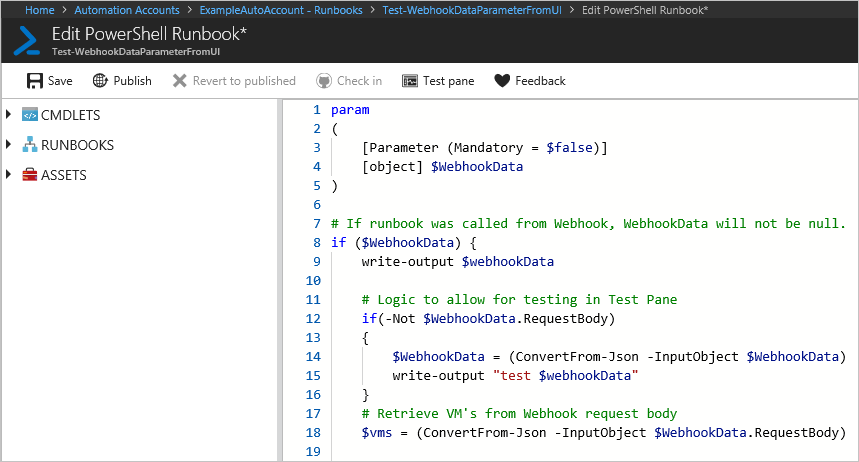 Home > Automation Accounts > ExampleAutoAccount - Runbooks > Test-WebhookDataParameterFromUI > Edit PowerShell Runbook*
Edit PowerShell Runbook*
Test-WebhookDataParameterFromUI
Save Publish Revert to published Check in Test pane Feedback
CMDLETS
RUNBOOKS
ASSETS
1 param
2 (
3     [Parameter (Mandatory = $false)]
4     [object] $WebhookData
5 )
6
7 # If runbook was called from Webhook, WebhookData will not be null.
8 if ($WebhookData) {
9     write-output $webhookData
10
11     # Logic to allow for testing in Test Pane
12     if(-Not $WebhookData.RequestBody)
13     {
14         $WebhookData = (ConvertFrom-Json -InputObject $WebhookData)
15         write-output "test $webhookData"
16     }
17     # Retrieve VM's from Webhook request body
18     $vms = (ConvertFrom-Json -InputObject $WebhookData.RequestBody)
19